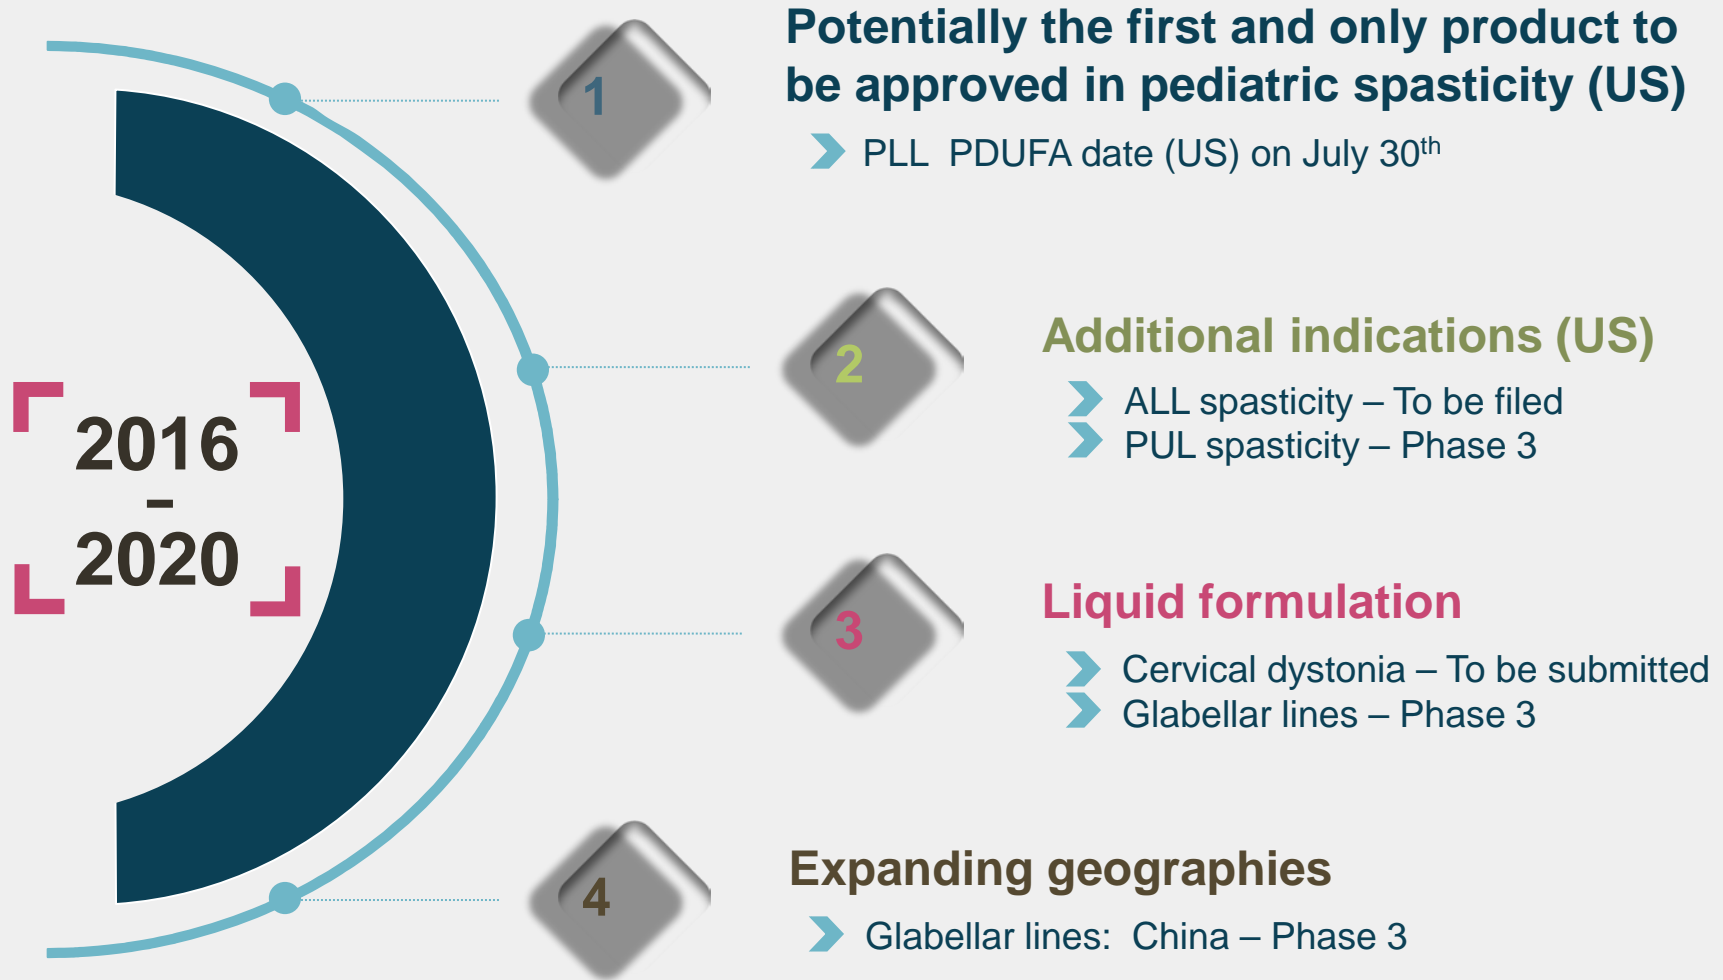 2016
–
2020
1
Potentially the first and only product to
be approved in pediatric spasticity (US)
PLL PDUFA date (US) on July 30th
2
Additional indications (US)
ALL spasticity – To be filed
PUL spasticity – Phase 3
3
Liquid formulation
Cervical dystonia – To be submitted
Glabellar lines – Phase 3
4
Expanding geographies
Glabellar lines: China – Phase 3